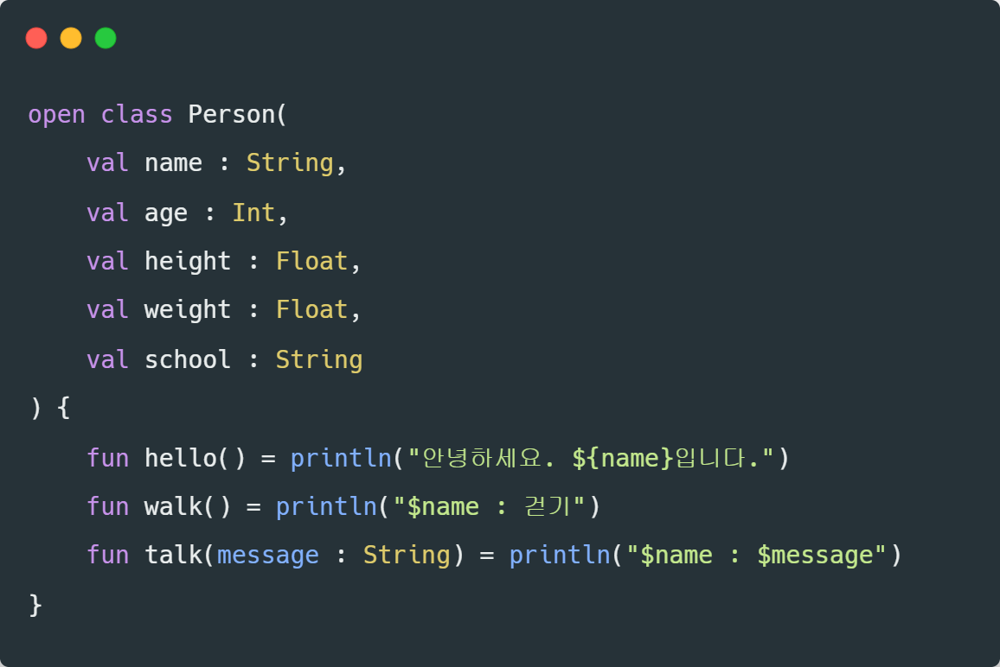 open class Person(
    val name : String,
    val age : Int,
    val height : Float,
    val weight : Float,
    val school : String
) {
    fun hello() = println("안녕하세요. ${name}입니다.")
    fun walk() = println("$name : 걷기")
    fun talk(message : String) = println("$name : $message")
}